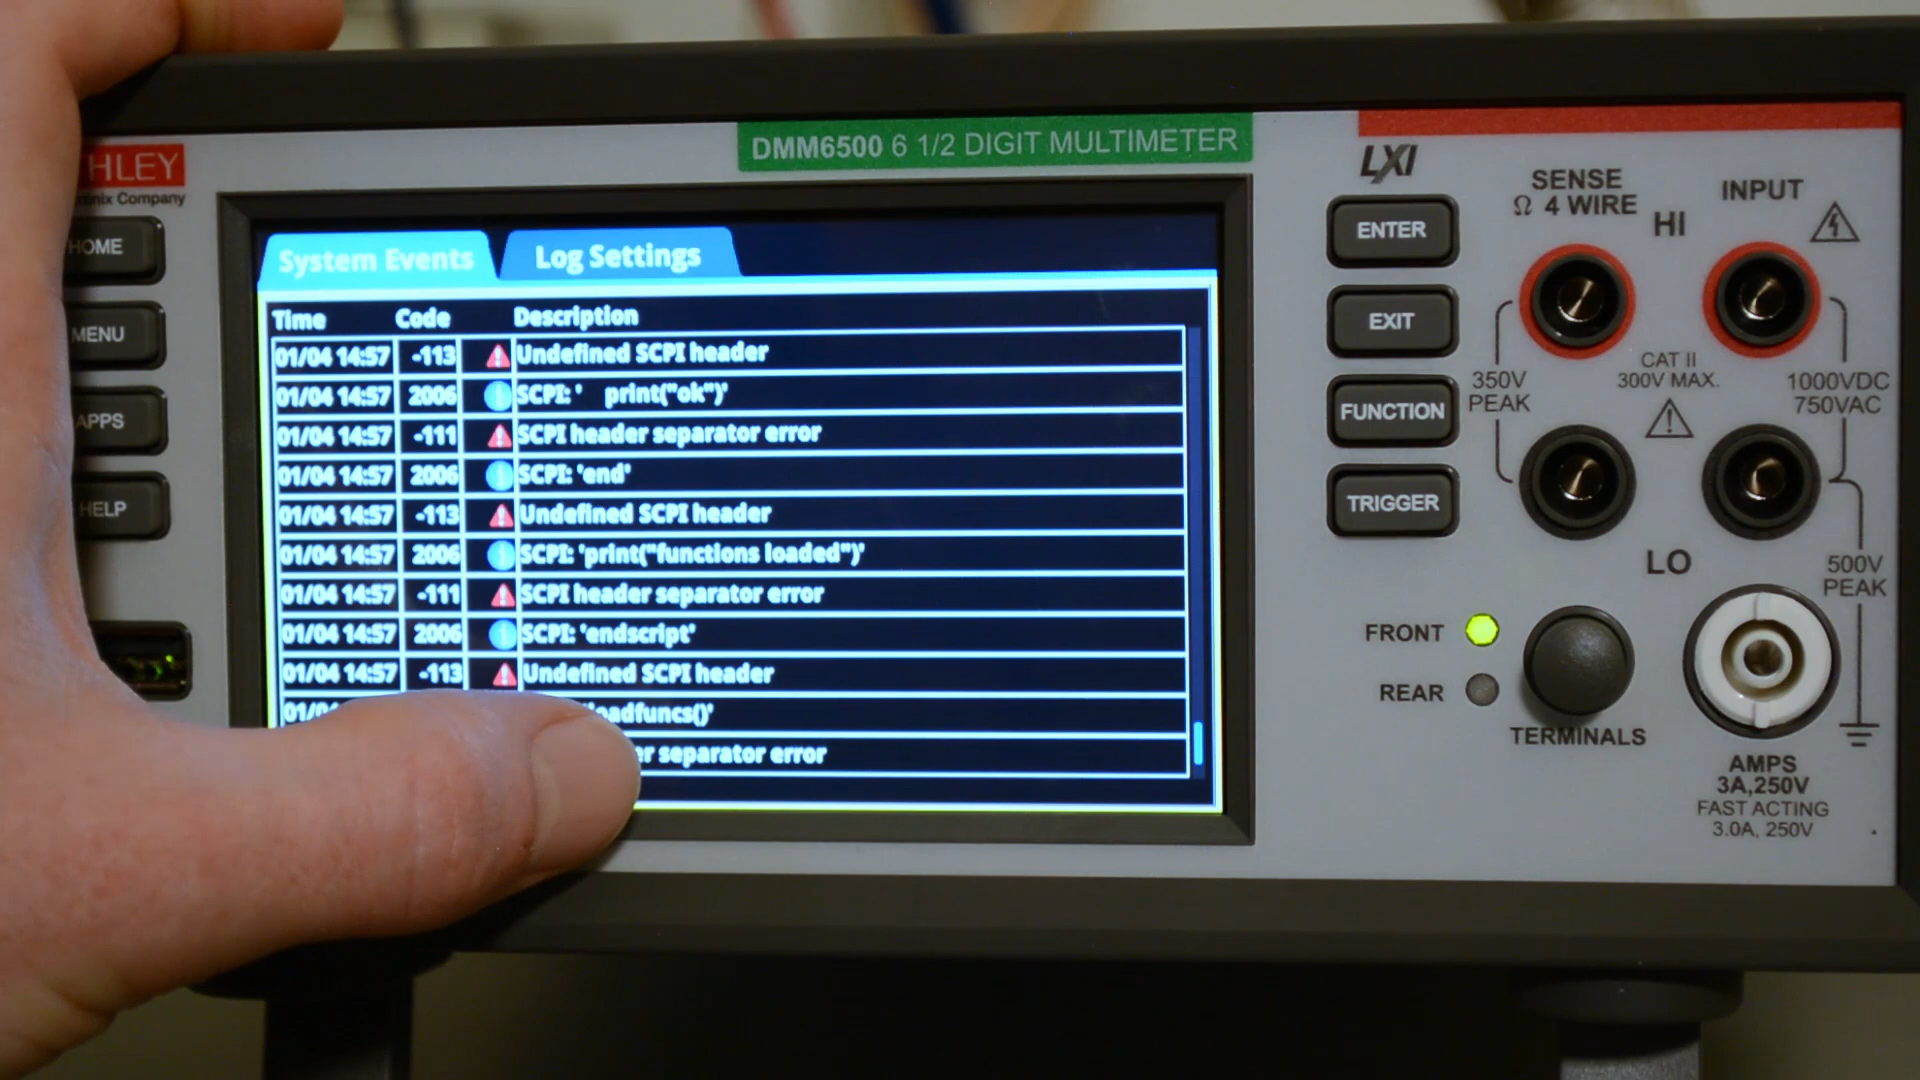 HLEY
Company
DMM6500 6 1/2 DIGIT MULTIMETER
LXI
HOME
MENU
APPS
HELP
System Events
Log Settings
Time Code Description
01/04 14:57 -113 Undefined SCPI header
01/04 14:57 2006 SCPI: ' print("ok")'
01/04 14:57 -111 SCPI header separator error
01/04 14:57 2006 SCPI: 'end'
01/04 14:57 -113 Undefined SCPI header
01/04 14:57 2006 SCPI: 'print("functions loaded")'
01/04 14:57 -111 SCPI header separator error
01/04 14:57 2006 SCPI: 'endscript'
01/04 14:57 -113 Undefined SCPI header
01/0 loadfuncs()'
separator error
ENTER
EXIT
FUNCTION
TRIGGER
SENSE
Ω 4 WIRE
HI
INPUT
350V
PEAK
CAT II
300V MAX.
1000VDC
750VAC
LO
500V
PEAK
FRONT
REAR
TERMINALS
AMPS
3A,250V
FAST ACTING
3.0A, 250V